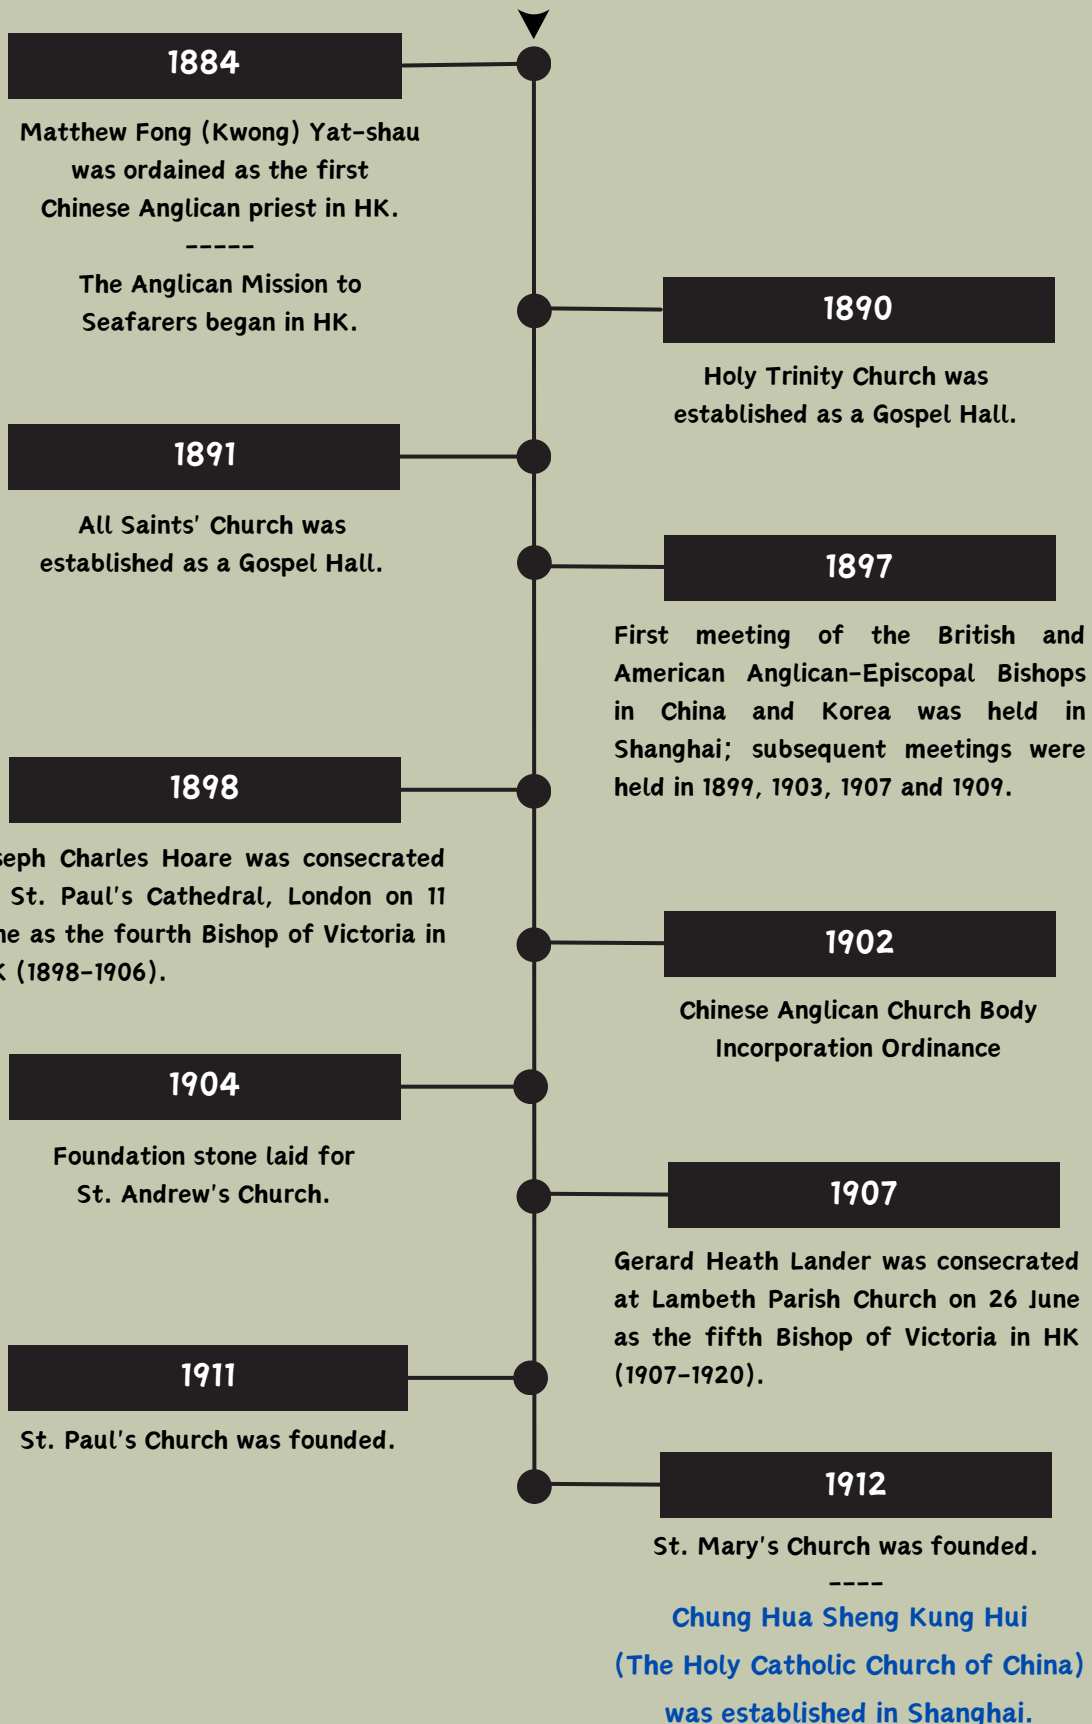 1884
Matthew Fong (Kwong) Yat-shau
was ordained as the first
Chinese Anglican priest in HK.
-----
The Anglican Mission to
Seafarers began in HK.
1890
Holy Trinity Church was
established as a Gospel Hall.
1891
All Saints' Church was
established as a Gospel Hall.
1897
First meeting of the British and
American Anglican-Episcopal Bishops
in China and Korea was held in
Shanghai; subsequent meetings were
held in 1899, 1903, 1907 and 1909.
1898
seph Charles Hoare was consecrated
St. Paul's Cathedral, London on 11
ne as the fourth Bishop of Victoria in
K (1898-1906).
1902
Chinese Anglican Church Body
Incorporation Ordinance
1904
Foundation stone laid for
St. Andrew's Church.
1907
Gerard Heath Lander was consecrated
at Lambeth Parish Church on 26 June
as the fifth Bishop of Victoria in HK
(1907-1920).
1911
St. Paul's Church was founded.
1912
St. Mary's Church was founded.
----
Chung Hua Sheng Kung Hui
(The Holy Catholic Church of China)
was established in Shanghai.